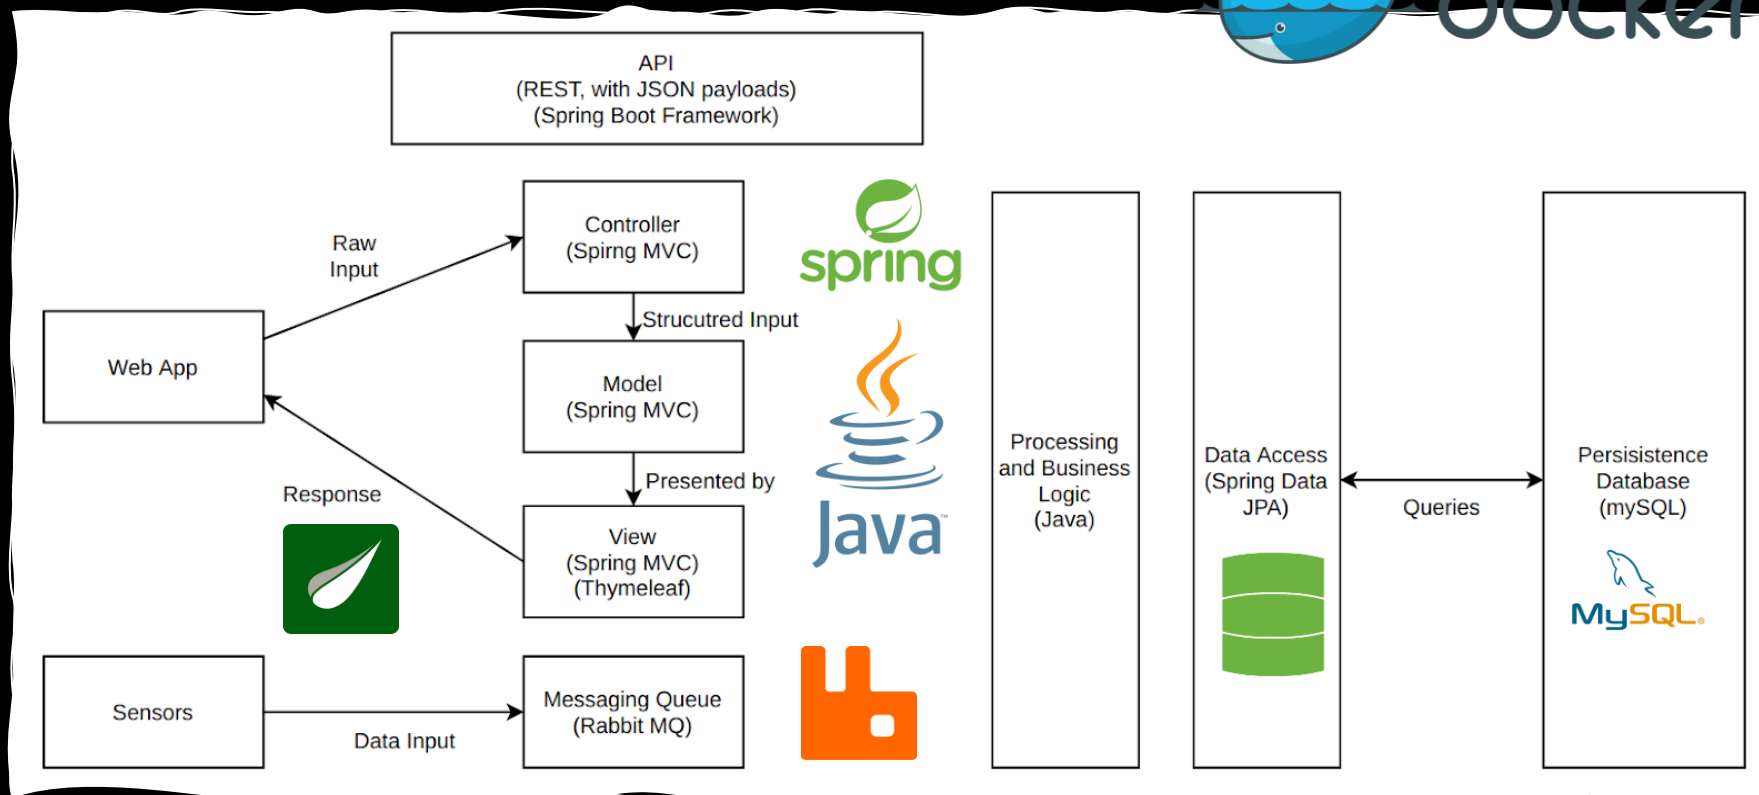 docker
API
(REST, with JSON payloads)
(Spring Boot Framework)
Controller
(Spirng MVC)
spring
Raw
Input
Strucutred Input
Web App
Model
(Spring MVC)
Java™
Presented by
Response
View
(Spring MVC)
(Thymeleaf)
Sensors
Data Input
Messaging Queue
(Rabbit MQ)
Processing
and Business
Logic
(Java)
Data Access
(Spring Data
JPA)
Queries
Persisistence
Database
(mySQL)
MySQL®